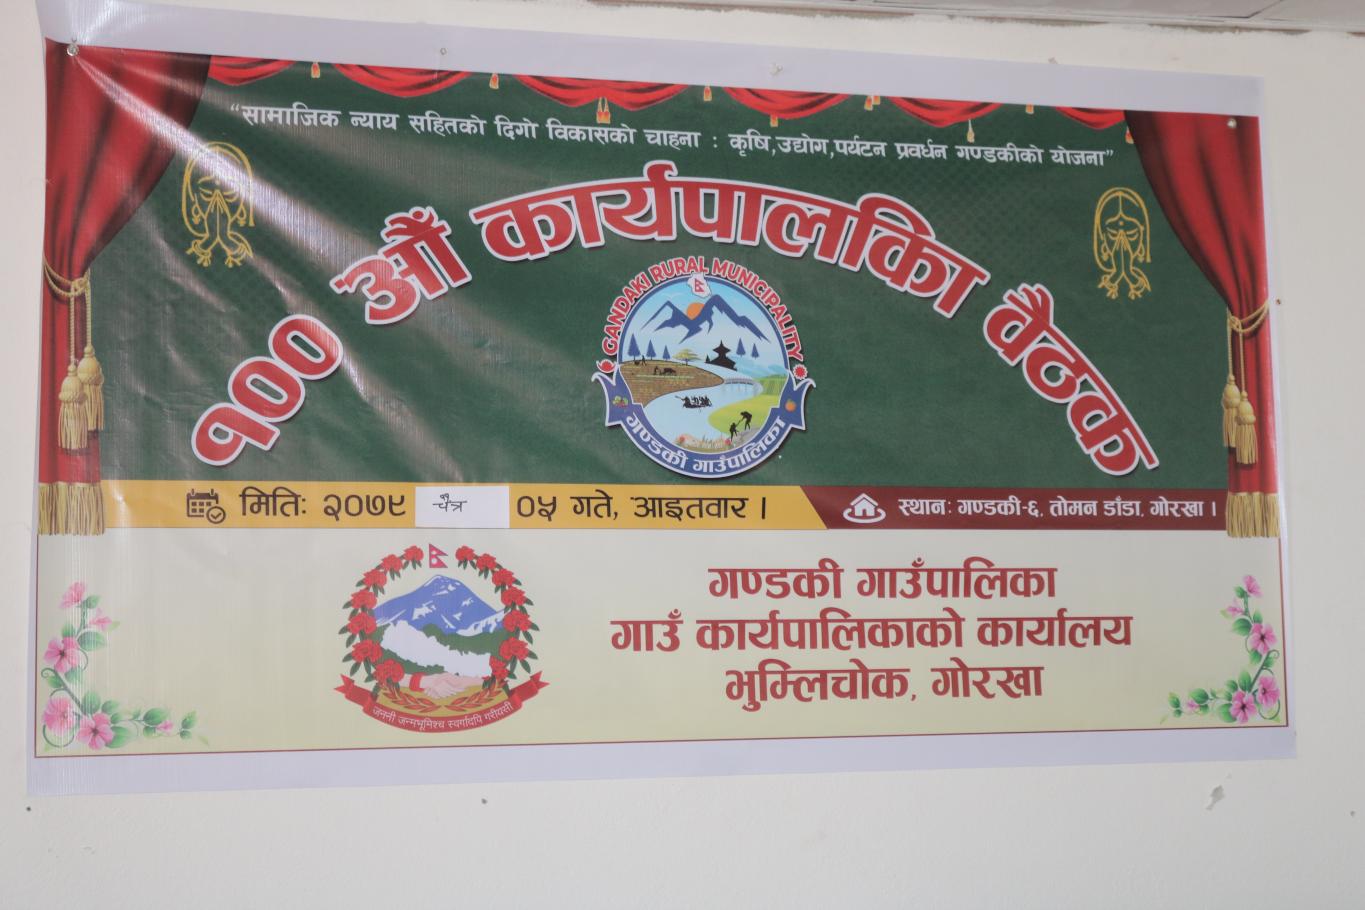 “सामाजिक न्याय सहितको दिगो विकासको चाहना : कृषि,उद्योग,पर्यटन प्रवर्धन गण्डकीको योजना”
१०० औं कार्यपालिका बैठक
GANDAKI RURAL MUNICIPALITY
गण्डकी गाउँपालिका
मितिः २०७९ चैत्र ०५ गते, आइतवार ।
स्थान: गण्डकी-६, तोमन डाँडा, गोरखा ।
गण्डकी गाउँपालिका
गाउँ कार्यपालिकाको कार्यालय
भुम्लिचोक, गोरखा
जननी जन्मभूमिश्च स्वर्गादपि गरीयसी